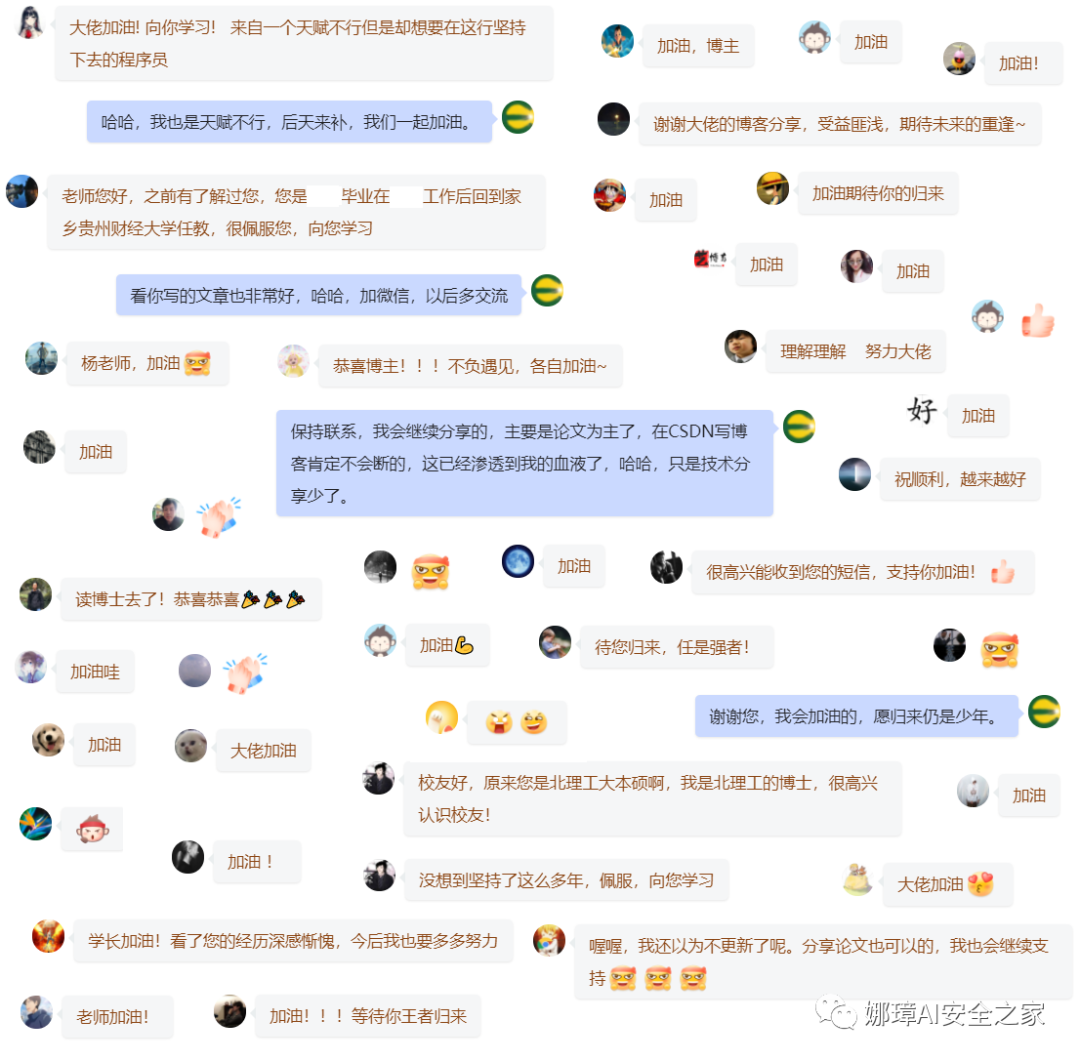 大佬加油! 向你学习! 来自一个天赋不行但是却想要在这行坚持
下去的程序员
加油，博主
加油
加油!
哈哈，我也是天赋不行，后天来补，我们一起加油。
谢谢大佬的博客分享，受益匪浅，期待未来的重逢~
老师您好，之前有了解过您，您是 毕业在 工作后回到家
乡贵州财经大学任教，很佩服您，向您学习
加油
加油期待你的归来
博客
加油
加油
看你写的文章也非常好，哈哈，加微信，以后多交流
杨老师，加油
恭喜博主！！！不负遇见，各自加油~
理解理解 努力大佬
好
加油
加油
保持联系，我会继续分享的，主要是论文为主了，在CSDN写博
客肯定不会断的，这已经渗透到我的血液了，哈哈，只是技术分
享少了。
祝顺利，越来越好
加油
很高兴能收到您的短信，支持你加油!
读博士去了！恭喜恭喜
加油
待您归来，任是强者!
加油哇
谢谢您，我会加油的，愿归来仍是少年。
加油
大佬加油
校友好，原来您是北理工大本硕啊，我是北理工的博士，很高兴
认识校友!
加油
加油！
没想到坚持了这么多年，佩服，向您学习
大佬加油
学长加油！看了您的经历深感惭愧，今后我也要多多努力
喔喔，我还以为不更新了呢。分享论文也可以的，我也会继续支
持
老师加油!
加油！！！等待你王者归来
娜璋AI安全之家